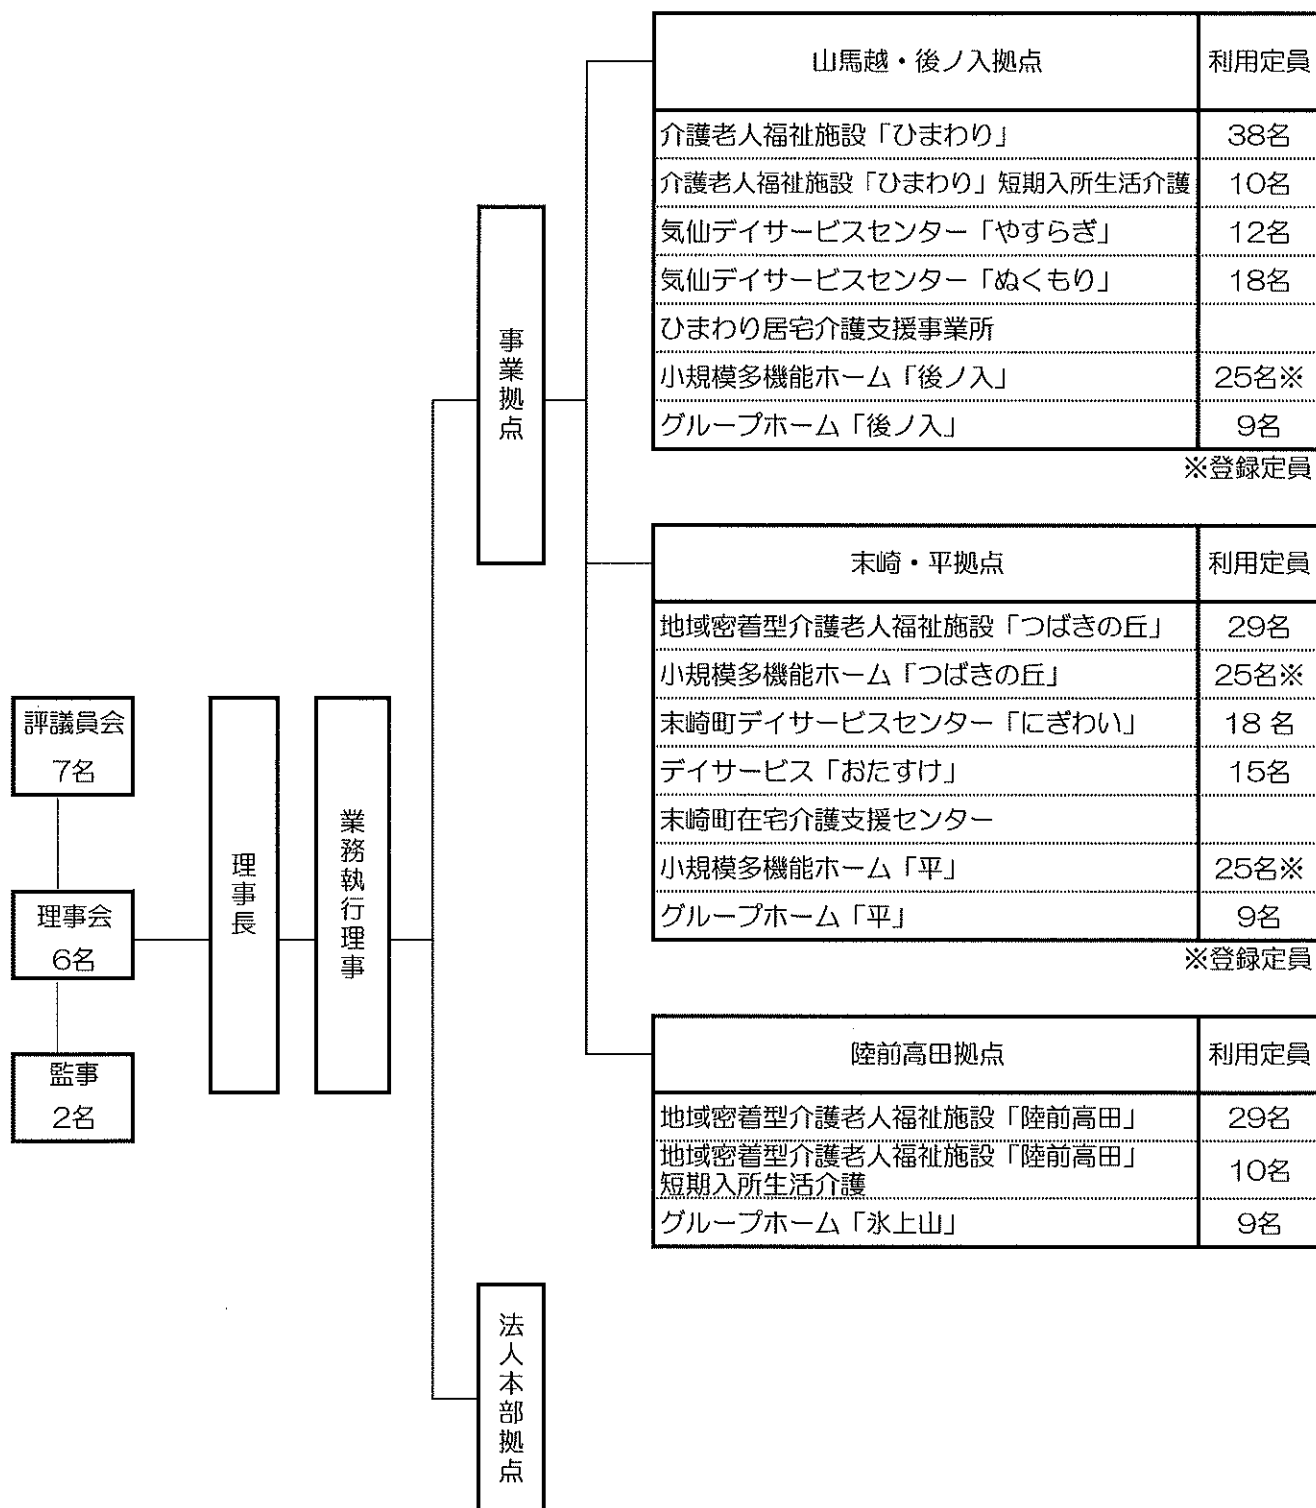 評議員会
7名
理事会
6名
監事
2名
理事長
業務執行理事
事業拠点
法人本部拠点
山馬越・後ノ入拠点 利用定員
介護老人福祉施設「ひまわり」 38名
介護老人福祉施設「ひまわり」短期入所生活介護 10名
気仙デイサービスセンター「やすらぎ」 12名
気仙デイサービスセンター「ぬくもり」 18名
ひまわり居宅介護支援事業所
小規模多機能ホーム「後ノ入」 25名※
グループホーム「後ノ入」 9名
※登録定員
末崎・平拠点 利用定員
地域密着型介護老人福祉施設「つばきの丘」 29名
小規模多機能ホーム「つばきの丘」 25名※
末崎町デイサービスセンター「にぎわい」 18 名
デイサービス「おたすけ」 15名
末崎町在宅介護支援センター
小規模多機能ホーム「平」 25名※
グループホーム「平」 9名
※登録定員
陸前高田拠点 利用定員
地域密着型介護老人福祉施設「陸前高田」 29名
地域密着型介護老人福祉施設「陸前高田」
短期入所生活介護 10名
グループホーム「氷上山」 9名